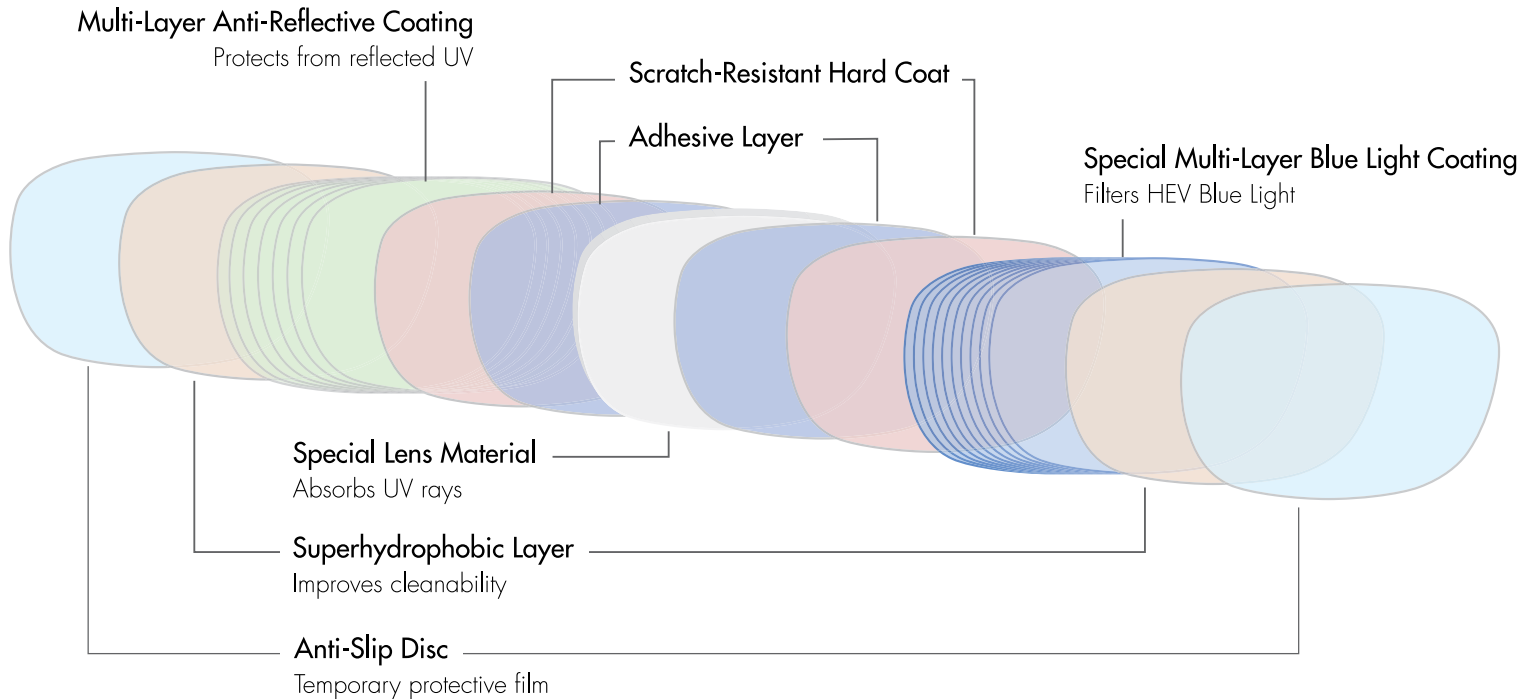 Multi-Layer Anti-Reflective Coating
Protects from reflected UV
Scratch-Resistant Hard Coat
Adhesive Layer
Special Multi-Layer Blue Light Coating
Filters HEV Blue Light
Special Lens Material
Absorbs UV rays
Superhydrophobic Layer
Improves cleanability
Anti-Slip Disc
Temporary protective film